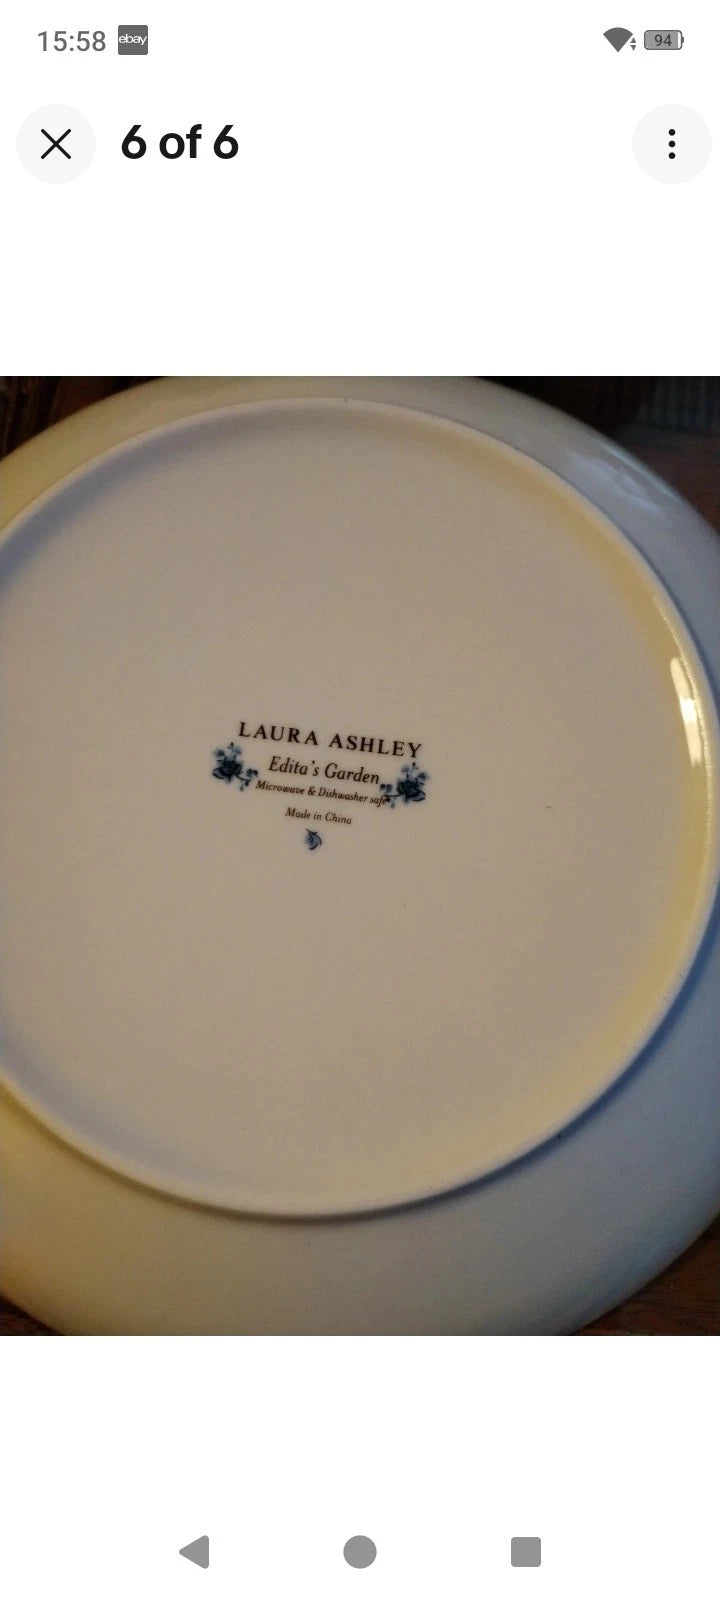 15:58 ebay 94
6 of 6
LAURA ASHLEY
Edita's Garden
Microwave & Dishwasher safe
Made in China